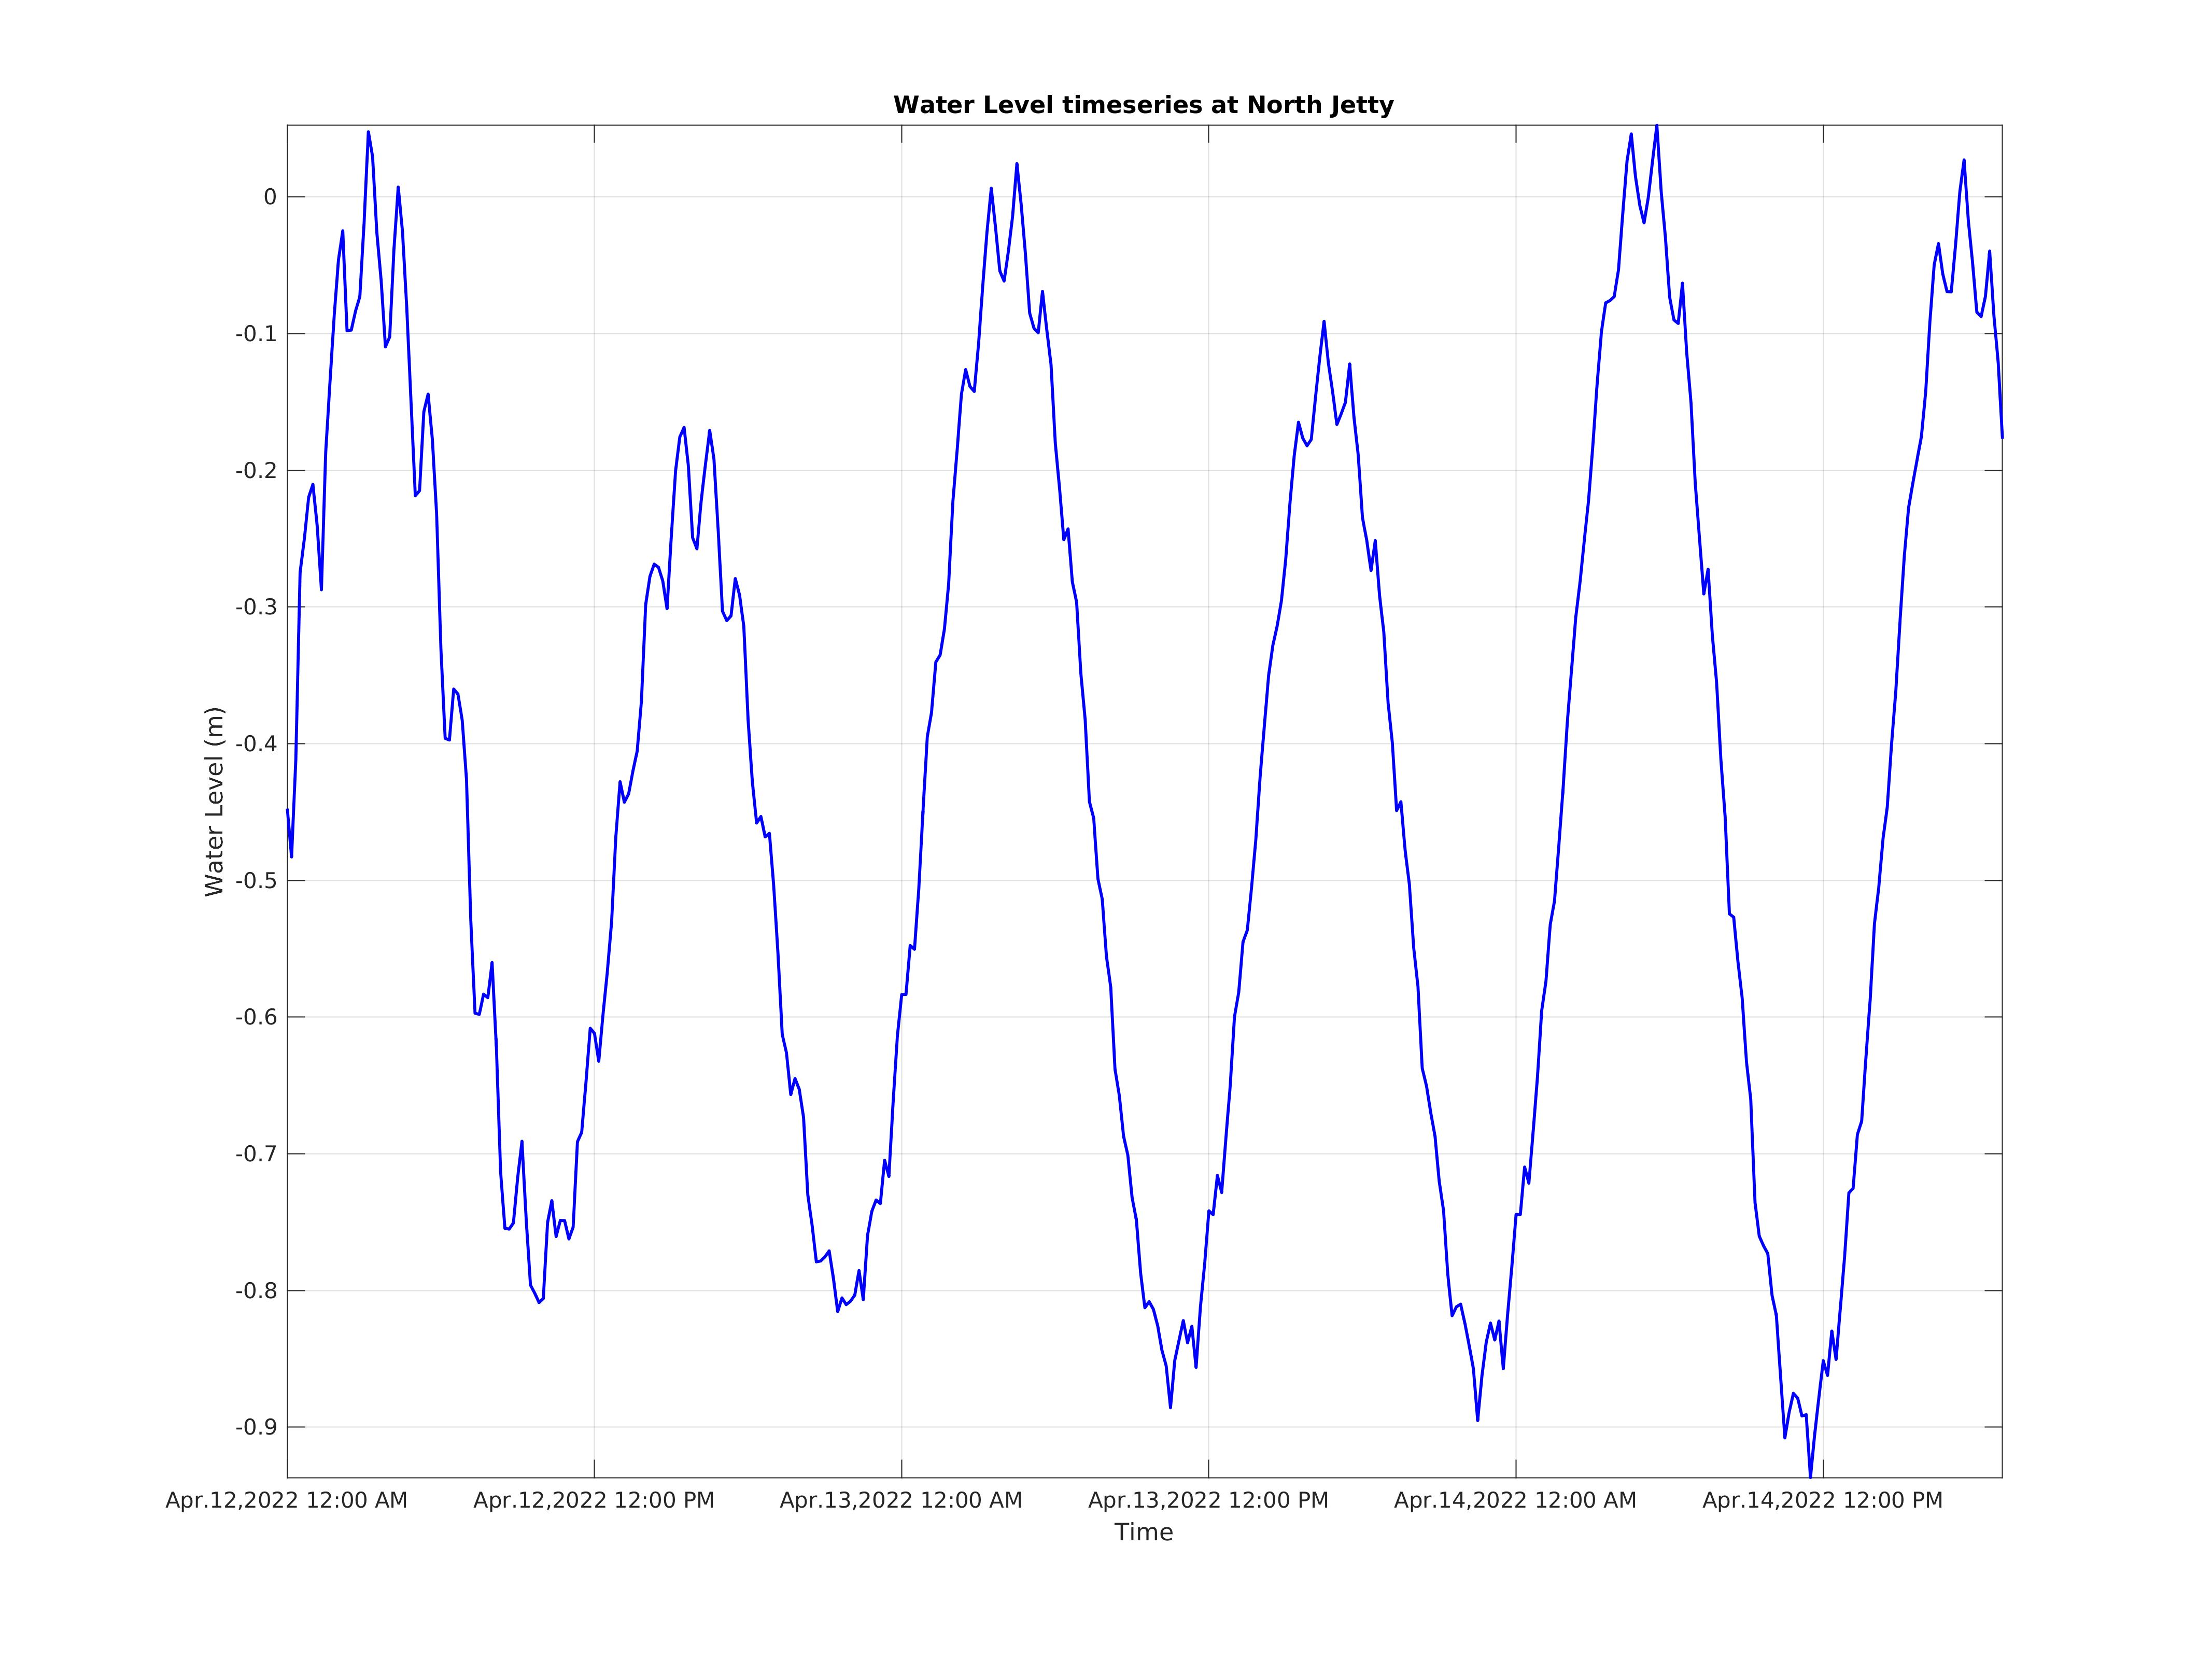 Water Level timeseries at North Jetty
Water Level (m)
0
-0.1
-0.2
-0.3
-0.4
-0.5
-0.6
-0.7
-0.8
-0.9
Apr.12,2022 12:00 AM
Apr.12,2022 12:00 PM
Apr.13,2022 12:00 AM
Apr.13,2022 12:00 PM
Apr.14,2022 12:00 AM
Apr.14,2022 12:00 PM
Time